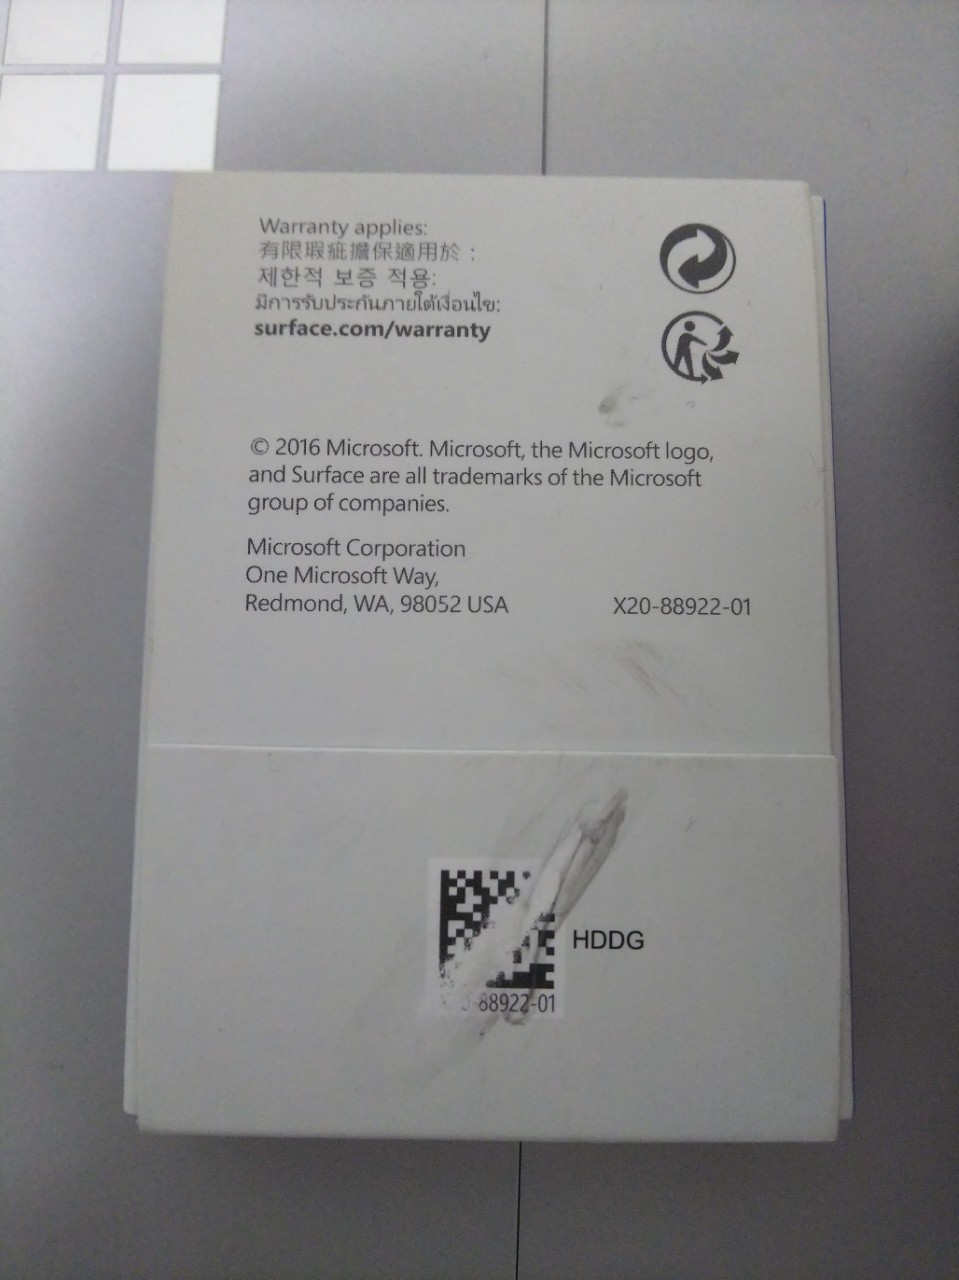 Warranty applies:
有限瑕疵擔保適用於：
제한적 보증 적용:
มีการรับประกันภายใต้เงื่อนไข:
surface.com/warranty
© 2016 Microsoft. Microsoft, the Microsoft logo,
and Surface are all trademarks of the Microsoft
group of companies.
Microsoft Corporation
One Microsoft Way,
Redmond, WA, 98052 USA
X20-88922-01
HDDG
-88922-01